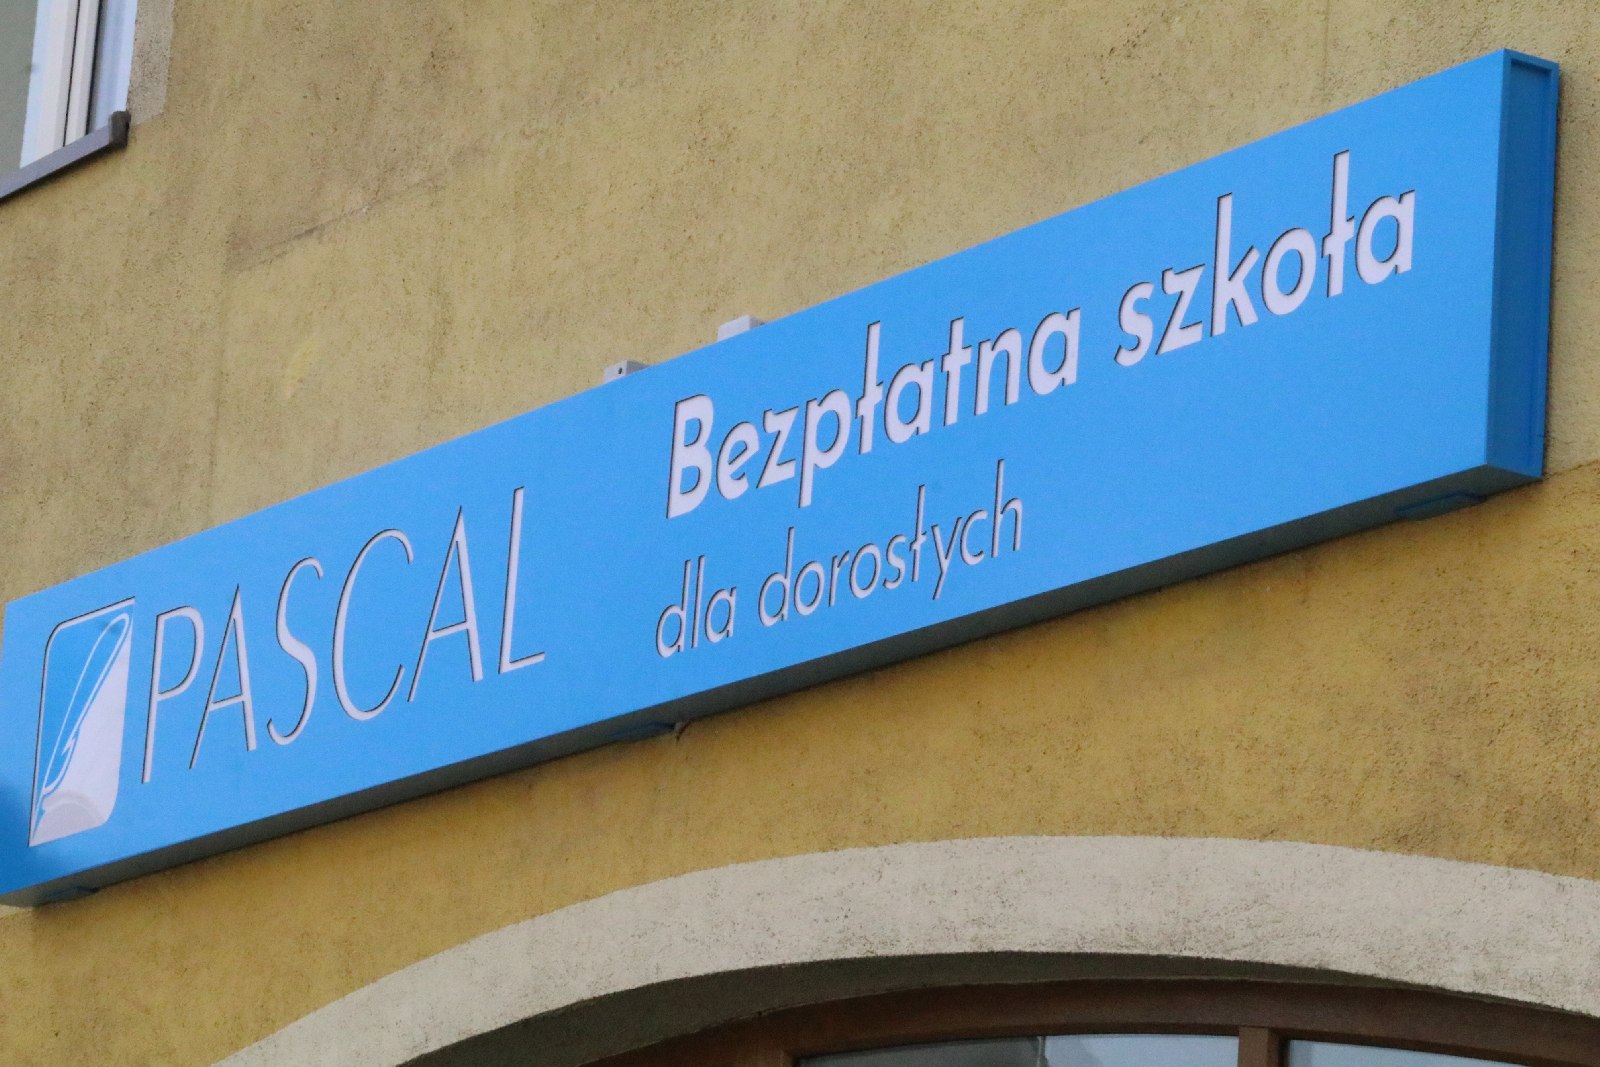 PASCAL
Bezpłatna szkoła
dla dorosłych